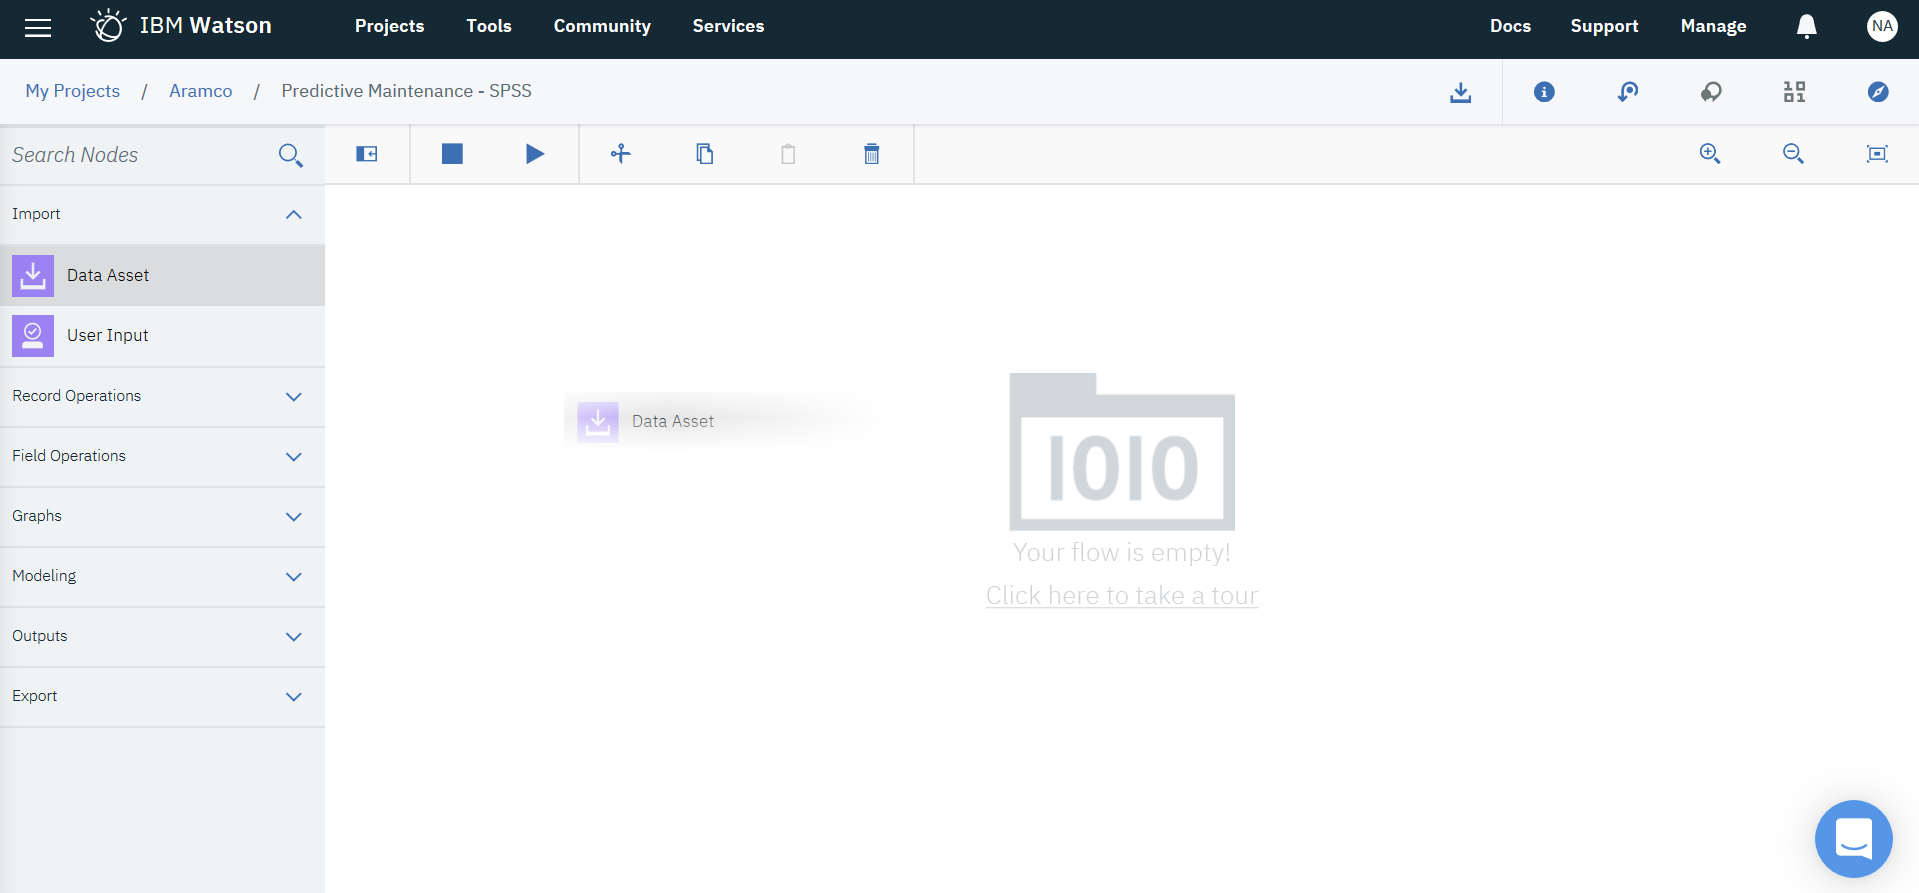 IBM Watson Projects Tools Community Services Docs Support Manage NA
My Projects / Aramco / Predictive Maintenance - SPSS
Search Nodes
Import
Data Asset
User Input
Record Operations
Field Operations
Graphs
Modeling
Outputs
Export
Data Asset
1010
Your flow is empty!
Click here to take a tour